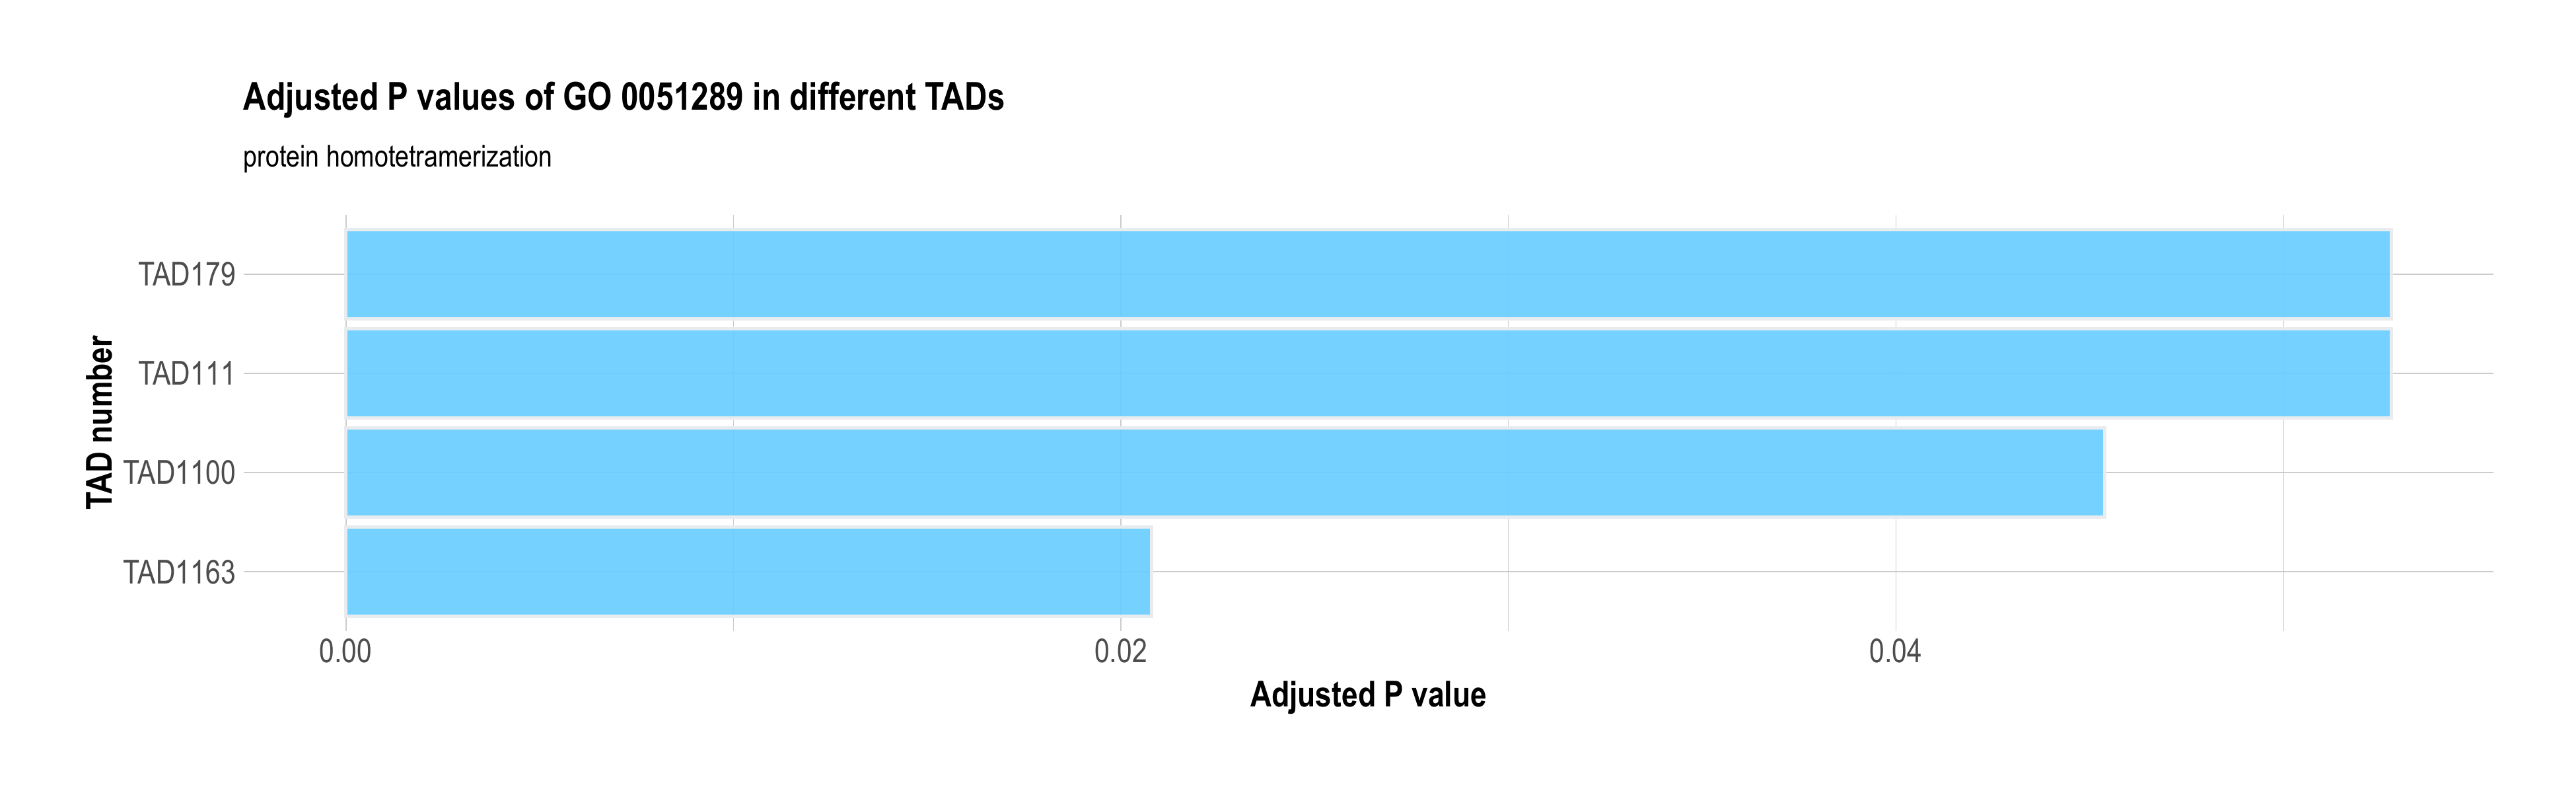 Adjusted P values of GO 0051289 in different TADs
protein homotetramerization
TAD number
TAD179
TAD111
TAD1100
TAD1163
0.00 0.02 0.04
Adjusted P value